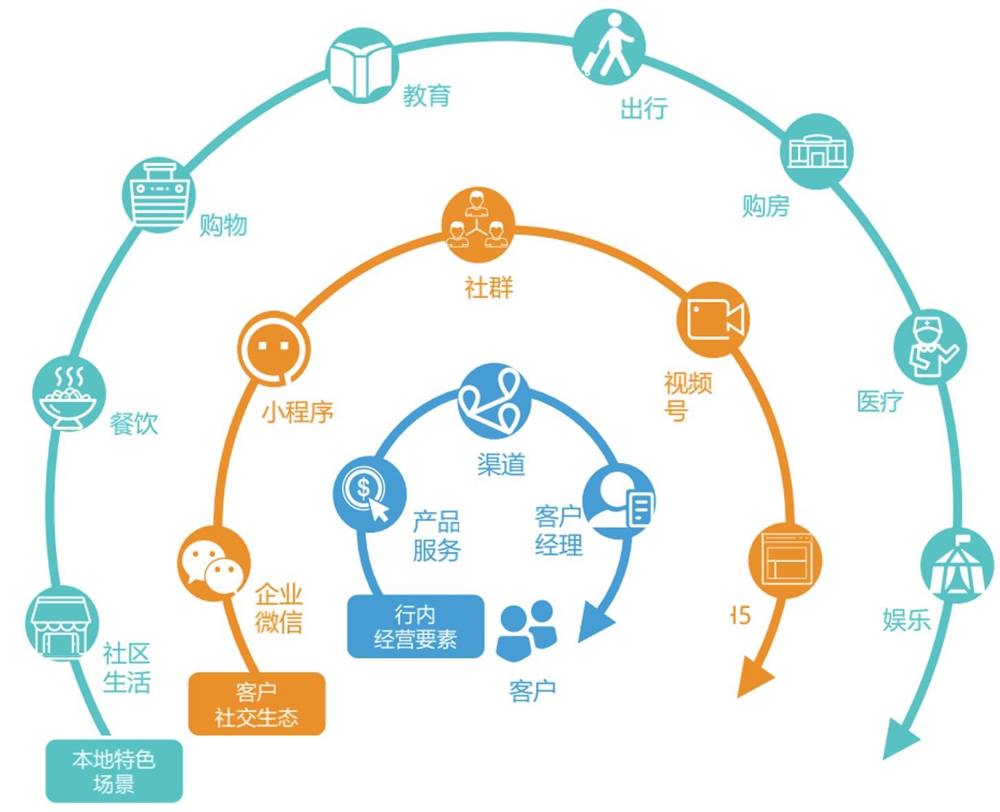 教育
出行
购房
购物
社群
视频
号
医疗
小程序
餐饮
渠道
客户
经理
产品
服务
企业
微信
行内
经营要素
H5
娱乐
社区
生活
客户
客户
社交生态
本地特色
场景
$